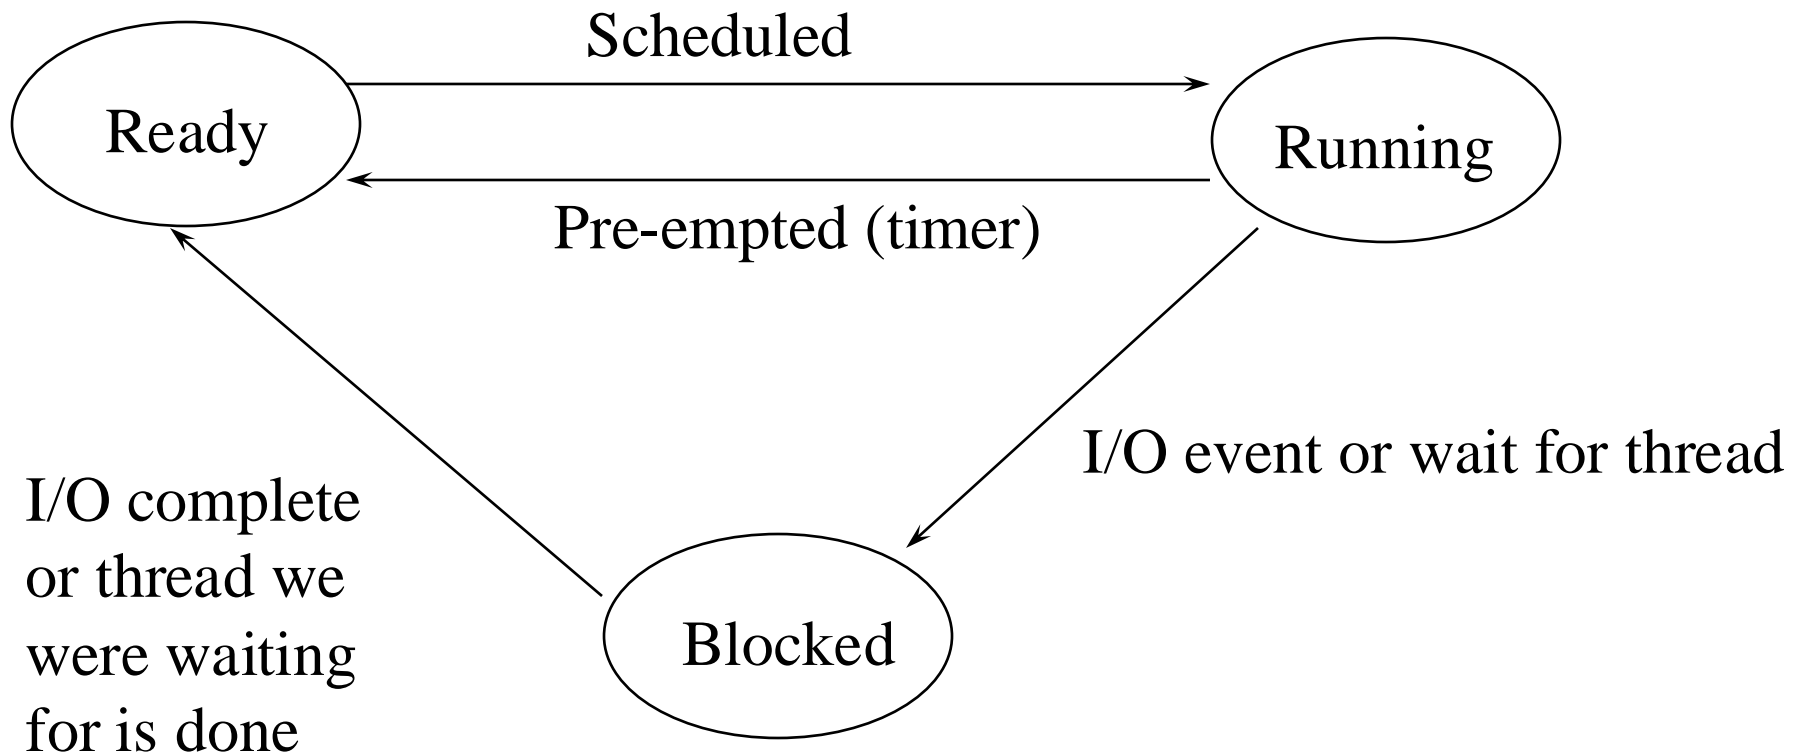 Scheduled
Ready
Running
Pre-empted (timer)
I/O event or wait for thread
I/O complete
or thread we
were waiting
for is done
Blocked